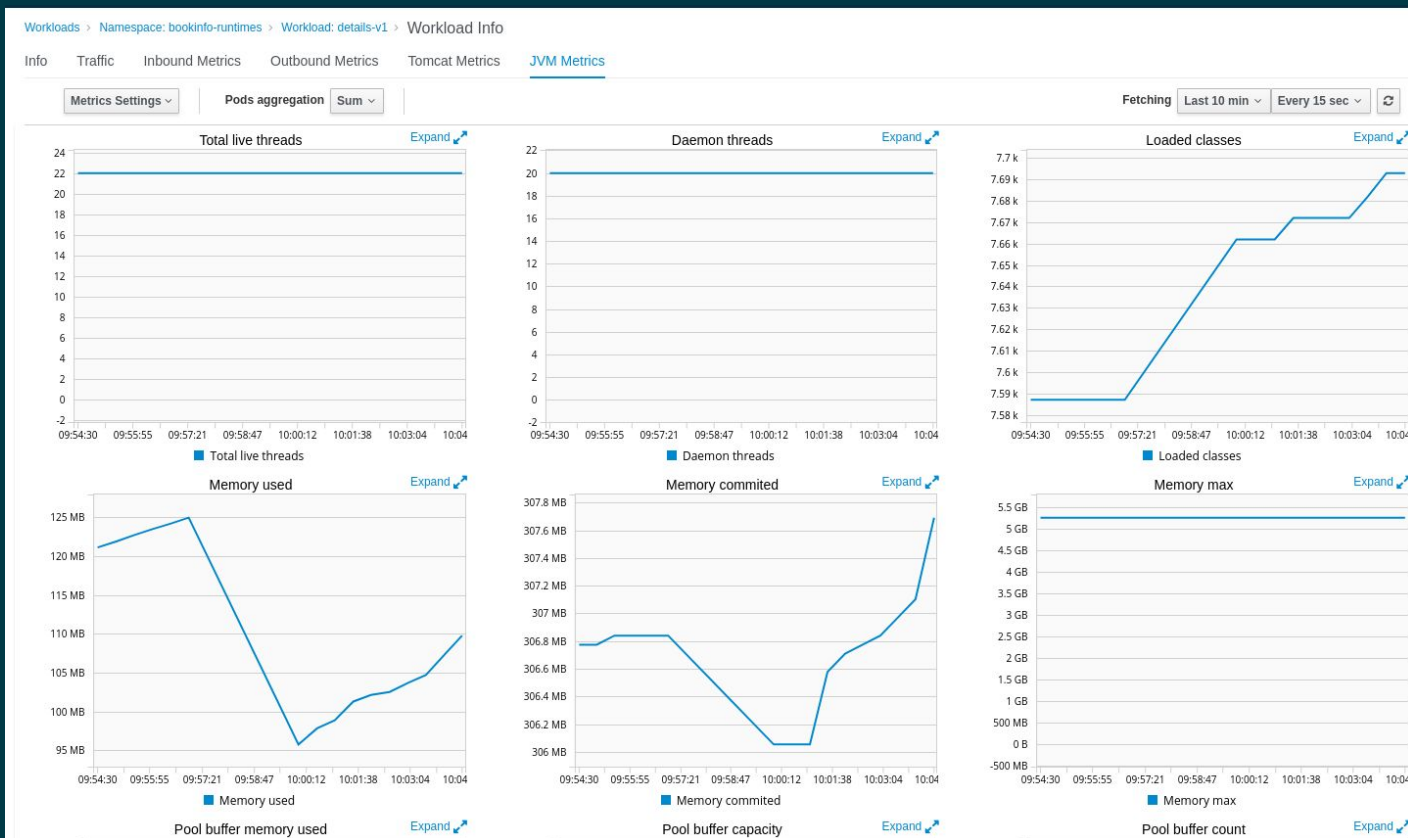 Workloads > Namespace: bookinfo-runtimes > Workload: details-v1 > Workload Info
Info Traffic Inbound Metrics Outbound Metrics Tomcat Metrics JVM Metrics
Metrics Settings Pods aggregation Sum Fetching Last 10 min Every 15 sec
Total live threads Expand
24
22
20
18
16
14
12
10
8
6
4
2
0
-2
09:54:30 09:55:55 09:57:21 09:58:47 10:00:12 10:01:38 10:03:04 10:04
Total live threads
Daemon threads Expand
22
20
18
16
14
12
10
8
6
4
2
0
-2
09:54:30 09:55:55 09:57:21 09:58:47 10:00:12 10:01:38 10:03:04 10:04
Daemon threads
Loaded classes Expand
7.7 k
7.69 k
7.68 k
7.67 k
7.66 k
7.65 k
7.64 k
7.63 k
7.62 k
7.61 k
7.6 k
7.59 k
7.58 k
09:54:30 09:55:55 09:57:21 09:58:47 10:00:12 10:01:38 10:03:04 10:04
Loaded classes
Memory used Expand
125 MB
120 MB
115 MB
110 MB
105 MB
100 MB
95 MB
09:54:30 09:55:55 09:57:21 09:58:47 10:00:12 10:01:38 10:03:04 10:04
Memory used
Memory commited Expand
307.8 MB
307.6 MB
307.4 MB
307.2 MB
307 MB
306.8 MB
306.6 MB
306.4 MB
306.2 MB
306 MB
09:54:30 09:55:55 09:57:21 09:58:47 10:00:12 10:01:38 10:03:04 10:04
Memory commited
Memory max Expand
5.5 GB
5 GB
4.5 GB
4 GB
3.5 GB
3 GB
2.5 GB
2 GB
1.5 GB
1 GB
500 MB
0 B
-500 MB
09:54:30 09:55:55 09:57:21 09:58:47 10:00:12 10:01:38 10:03:04 10:04
Memory max
Pool buffer memory used Expand
Pool buffer capacity Expand
Pool buffer count Expand